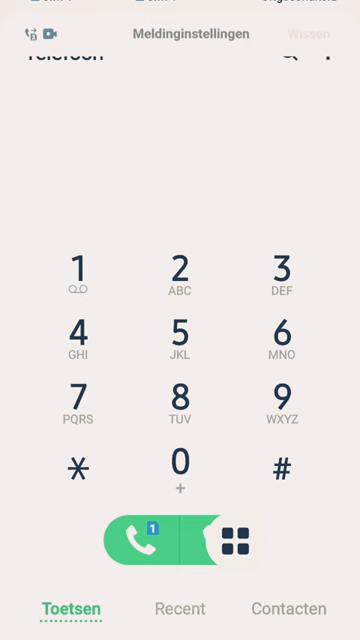 Meldinginstellingen Wissen
Telefoon
1 2 3
ABC DEF
4 5 6
GHI JKL MNO
7 8 9
PQRS TUV WXYZ
* 0 #
+
1
Toetsen Recent Contacten